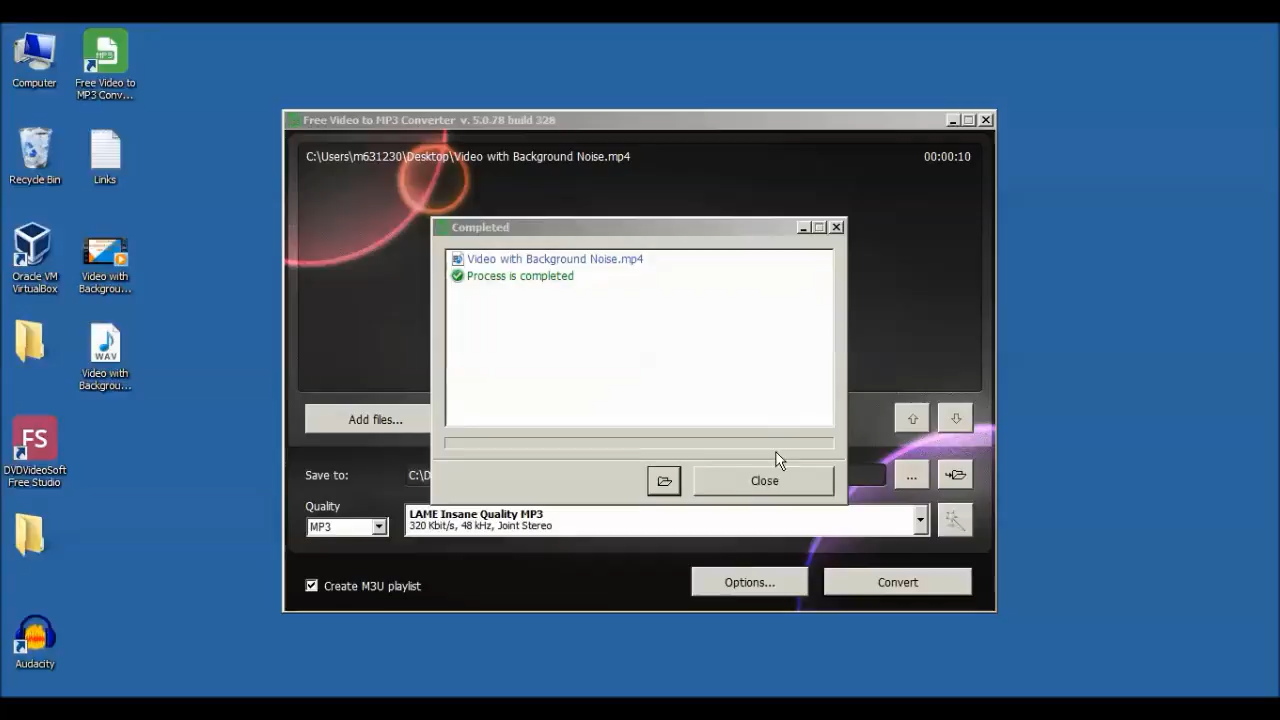 Computer
Free Video to
MP3 Conv...
MP3
Recycle Bin
Links
Oracle VM
VirtualBox
Video with
Backgrou...
WAV
Video with
Backgrou...
FS
DVDVideoSoft
Free Studio
Audacity
Free Video to MP3 Converter v. 5.0.78 build 328
C:\Users\m631230\Desktop\Video with Background Noise.mp4
00:00:10
Completed
Video with Background Noise.mp4
Process is completed
Close
Add files...
Save to:
C:\D
...
Quality
MP3
LAME Insane Quality MP3
320 Kbit/s, 48 kHz, Joint Stereo
Create M3U playlist
Options...
Convert